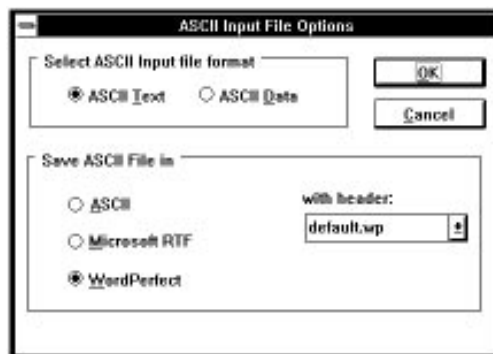 ASCII Input File Options
Select ASCII Input file format
ASCII Text ASCII Data
OK
Cancel
Save ASCII File in
ASCII
Microsoft RTF
WordPerfect
with header:
default.wp